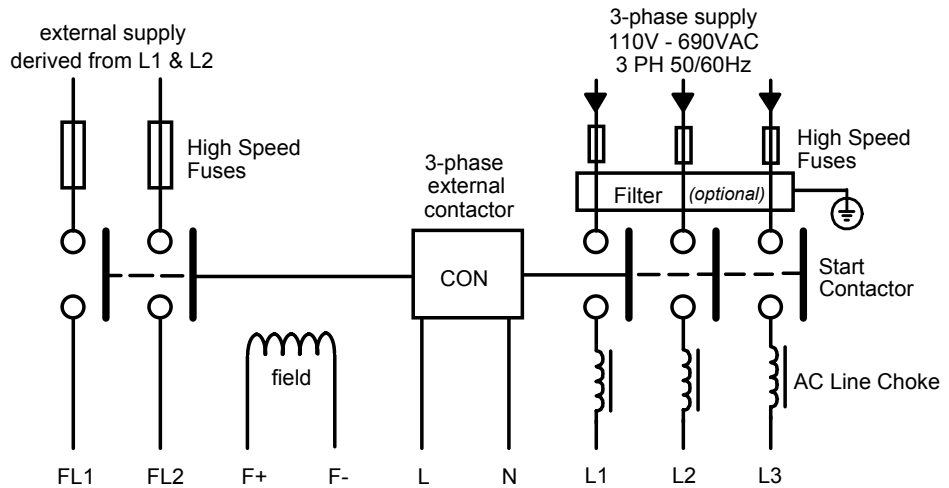 external supply
derived from L1 & L2
3-phase supply
110V - 690VAC
3 PH 50/60Hz
High Speed
Fuses
3-phase
external
contactor
High Speed
Fuses
Filter (optional)
CON
Start
Contactor
field
AC Line Choke
FL1 FL2 F+ F- L N L1 L2 L3